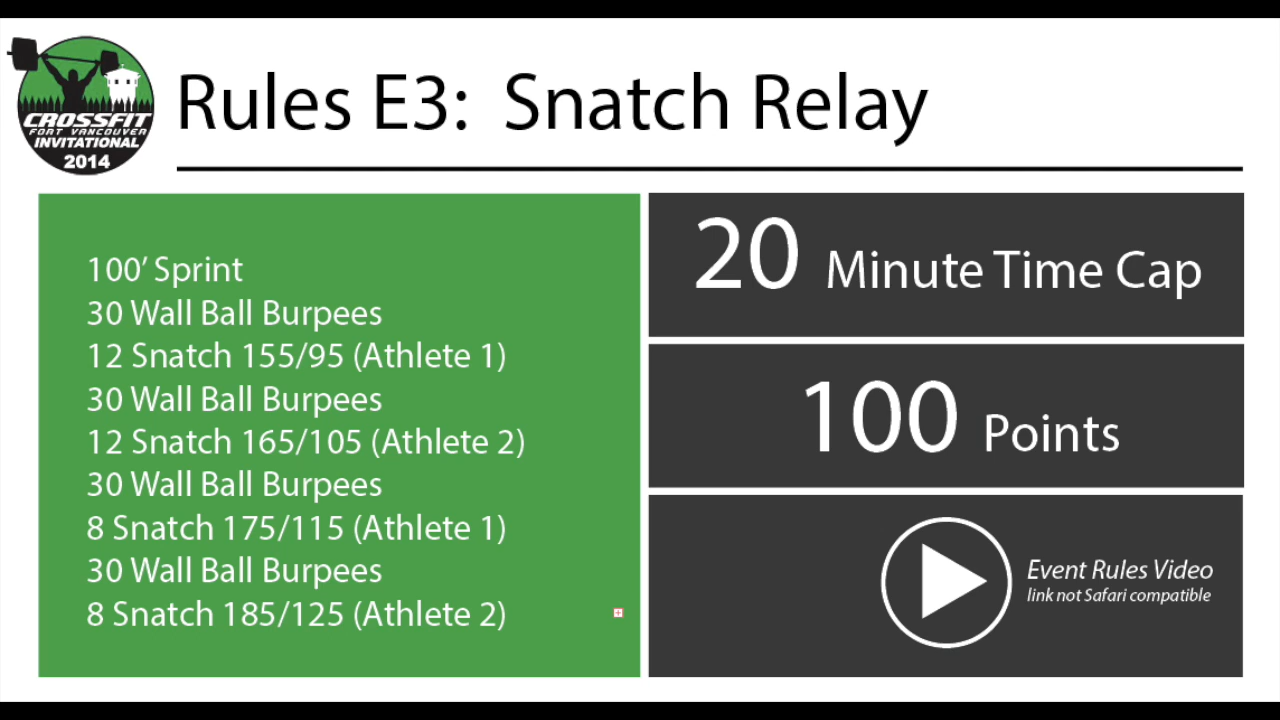 CROSSFIT
FORT VANCOUVER
INVITATIONAL
2014
Rules E3: Snatch Relay
100’ Sprint
30 Wall Ball Burpees
12 Snatch 155/95 (Athlete 1)
30 Wall Ball Burpees
12 Snatch 165/105 (Athlete 2)
30 Wall Ball Burpees
8 Snatch 175/115 (Athlete 1)
30 Wall Ball Burpees
8 Snatch 185/125 (Athlete 2)
20 Minute Time Cap
100 Points
Event Rules Video
link not Safari compatible